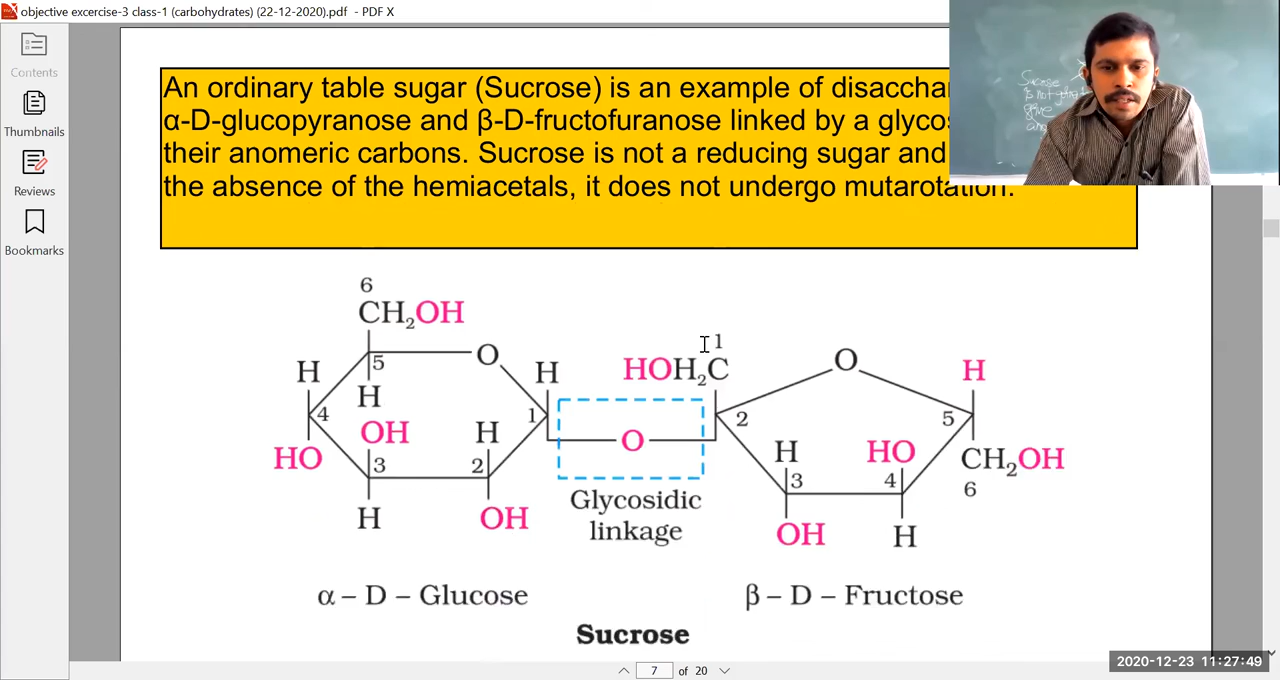 objective excercise-3 class-1 (carbohydrates) (22-12-2020).pdf - PDF X
Contents
Thumbnails
Reviews
Bookmarks
An ordinary table sugar (Sucrose) is an example of disacchar
α-D-glucopyranose and β-D-fructofuranose linked by a glycos
their anomeric carbons. Sucrose is not a reducing sugar and
the absence of the hemiacetals, it does not undergo mutarotation.
Sucrose
is not
give
6
CH2OH
5
O
H
H
H
4
1
HO
OH
3
H
2
H
OH
1
HOH2C
O
Glycosidic
linkage
O
H
2
5
H
3
HO
4
CH2OH
6
OH
H
α – D – Glucose
β – D – Fructose
Sucrose
7 of 20
2020-12-23 11:27:49